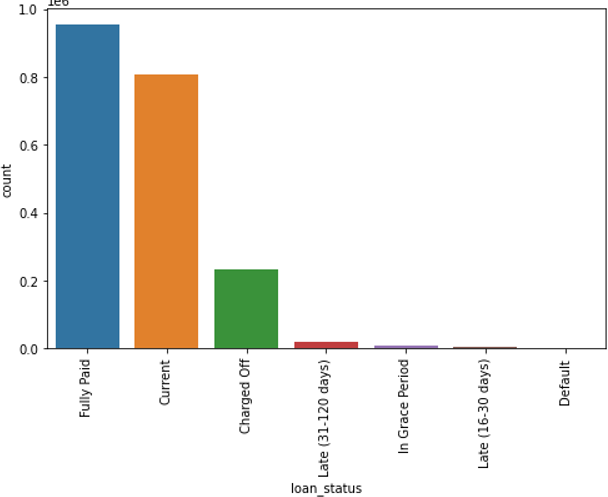 1e6
1.0
0.8
0.6
0.4
0.2
0.0
count
Fully Paid
Current
Charged Off
Late (31-120 days)
In Grace Period
Late (16-30 days)
Default
loan_status